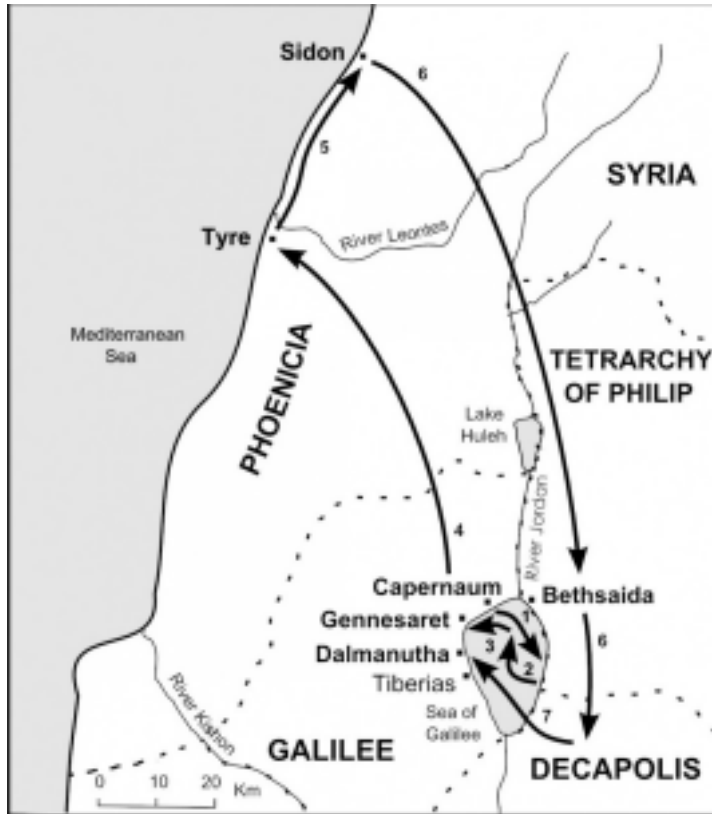 Sidon
6
5
SYRIA
Tyre
River Leontes
Mediterranean
Sea
PHOENICIA
TETRARCHY
OF PHILIP
Lake
Huleh
4
River Jordon
Capernaum
Bethsaida
Gennesaret
1
3
6
Dalmanutha
2
Tiberias
Sea of
Galilee
7
River Kishon
GALILEE
DECAPOLIS
0 10 20
Km